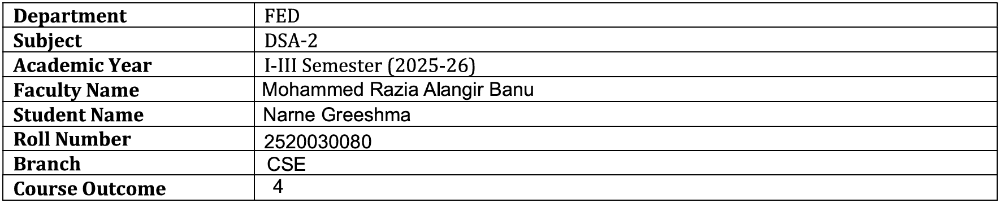 Department FED
Subject DSA-2
Academic Year I-III Semester (2025-26)
Faculty Name Mohammed Razia Alangir Banu
Student Name Narne Greeshma
Roll Number 2520030080
Branch CSE
Course Outcome 4